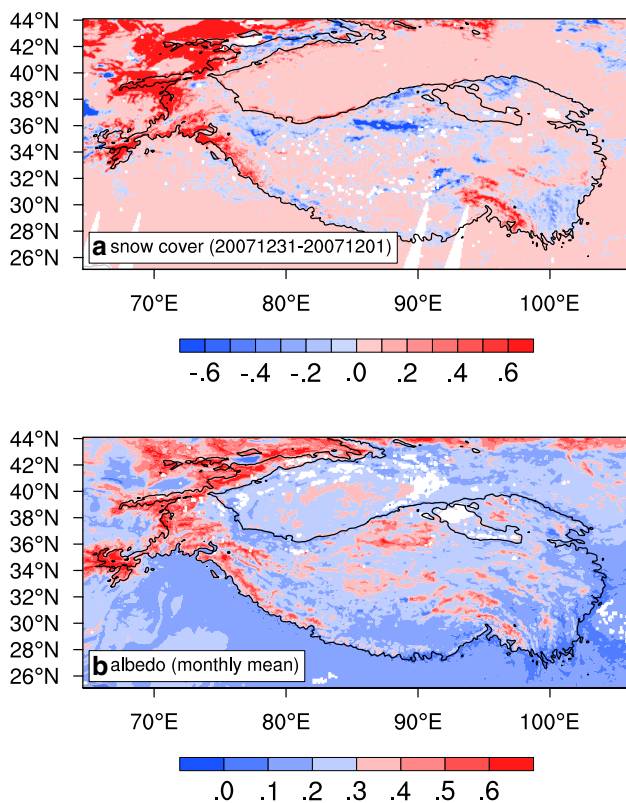 44°N
42°N
40°N
38°N
36°N
34°N
32°N
30°N
28°N
26°N
a snow cover (20071231-20071201)
70°E 80°E 90°E 100°E
-.6 -.4 -.2 .0 .2 .4 .6
44°N
42°N
40°N
38°N
36°N
34°N
32°N
30°N
28°N
26°N
b albedo (monthly mean)
70°E 80°E 90°E 100°E
.0 .1 .2 .3 .4 .5 .6